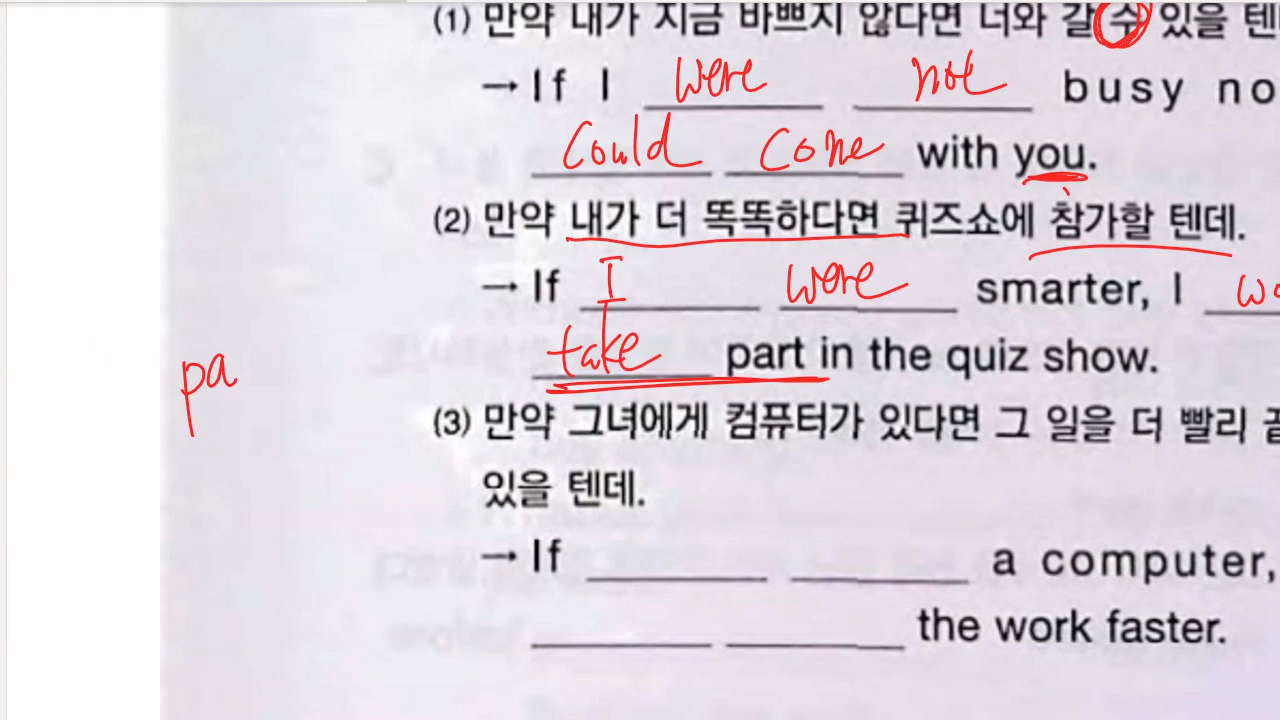 (1) 만약 내가 지금 바쁘지 않다면 너와 갈 수 있을 텐
→ If I were not busy no
could come with you.
(2) 만약 내가 더 똑똑하다면 퀴즈쇼에 참가할 텐데.
→ If I were smarter, I wo
take part in the quiz show.
pa
(3) 만약 그녀에게 컴퓨터가 있다면 그 일을 더 빨리
있을 텐데.
→ If a computer,
the work faster.